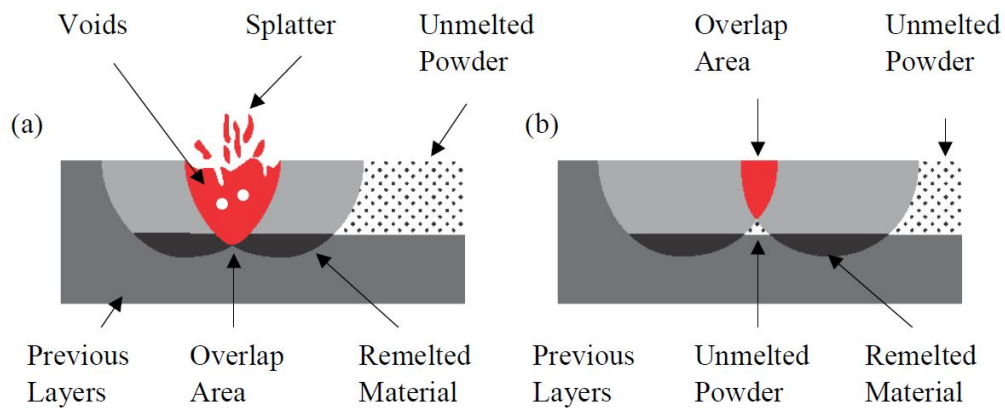 Voids
Splatter
Unmelted
Powder
(a)
Previous
Layers
Overlap
Area
Remelted
Material
Overlap
Area
Unmelted
Powder
(b)
Previous
Layers
Unmelted
Powder
Remelted
Material